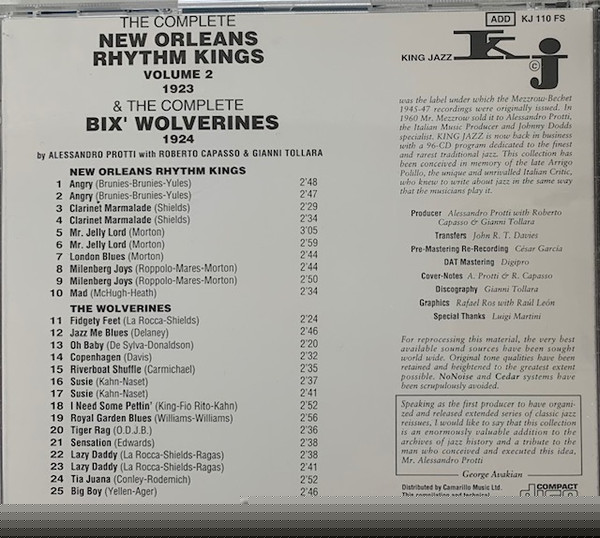 THE COMPLETE
NEW ORLEANS
RHYTHM KINGS
VOLUME 2
1923
& THE COMPLETE
BIX' WOLVERINES
1924
by ALESSANDRO PROTTI with ROBERTO CAPASSO & GIANNI TOLLARA
NEW ORLEANS RHYTHM KINGS
1 Angry (Brunies-Brunies-Yules) 2'48
2 Angry (Brunies-Brunies-Yules) 2'47
3 Clarinet Marmalade (Shields) 2'29
4 Clarinet Marmalade (Shields) 2'34
5 Mr. Jelly Lord (Morton) 3'05
6 Mr. Jelly Lord (Morton) 2'59
7 London Blues (Morton) 2'44
8 Milenberg Joys (Roppolo-Mares-Morton) 2'44
9 Milenberg Joys (Roppolo-Mares-Morton) 2'50
10 Mad (McHugh-Heath) 2'34
THE WOLVERINES
11 Fidgety Feet (La Rocca-Shields) 2'24
12 Jazz Me Blues (Delaney) 2'46
13 Oh Baby (De Sylva-Donaldson) 2'20
14 Copenhagen (Davis) 2'32
15 Riverboat Shuffle (Carmichael) 2'35
16 Susie (Kahn-Naset) 2'37
17 Susie (Kahn-Naset) 2'41
18 I Need Some Pettin' (King-Fio Rito-Kahn) 2'52
19 Royal Garden Blues (Williams-Williams) 2'56
20 Tiger Rag (O.D.J.B.) 2'36
21 Sensation (Edwards) 2'38
22 Lazy Daddy (La Rocca-Shields-Ragas) 2'38
23 Lazy Daddy (La Rocca-Shields-Ragas) 2'41
24 Tia Juana (Conley-Rodemich) 2'52
25 Big Boy (Yellen-Ager) 2'46
ADD KJ 110 FS
KING JAZZ Kj
©
was the label under which the Mezzrow-Bechet
1945-47 recordings were originally issued. In
1960 Mr. Mezzrow sold it to Alessandro Protti,
the Italian Music Producer and Johnny Dodds
specialist. KING JAZZ is now back in business
with a 96-CD program dedicated to the finest
and rarest traditional jazz. This collection has
been conceived in memory of the late Arrigo
Polillo, the unique and unrivalled Italian Critic,
who knew to write about jazz in the same way
that the musicians play it.
Producer Alessandro Protti with Roberto
Capasso & Gianni Tollara
Transfers John R. T. Davies
Pre-Mastering Re-Recording César García
DAT Mastering Digipro
Cover-Notes A. Protti & R. Capasso
Discography Gianni Tollara
Graphics Rafael Ros with Raúl León
Special Thanks Luigi Martini
For reprocessing this material, the very best
available sound sources have been sought
world wide. Original tone qualities have been
retained and heightened to the greatest extent
possible. NoNoise and Cedar systems have
been scrupulously avoided.
Speaking as the first producer to have organi-
zed and released extended series of classic jazz
reissues, I would like to say that this collection
is an enormously valuable addition to the
archives of jazz history and a tribute to the
man who conceived and executed this idea,
Mr. Alessandro Protti
George Avakian
Distributed by Camarillo Music Ltd.
This compilation and technical
COMPACT